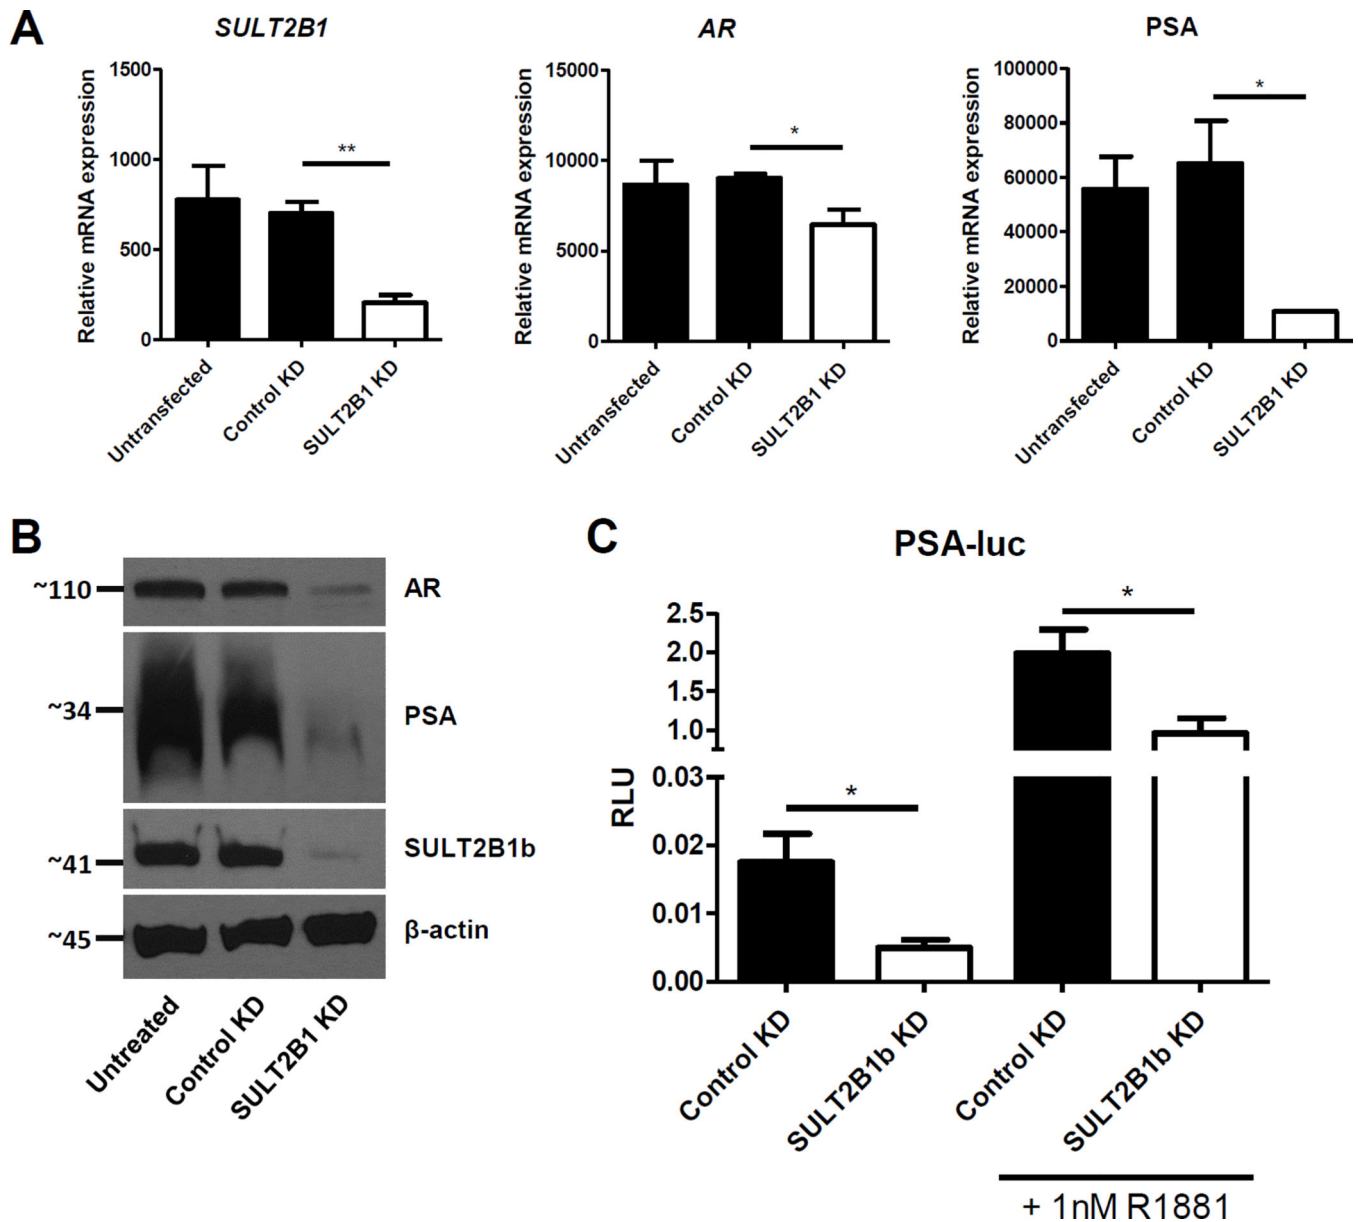 A
SULT2B1
Relative mRNA expression
1500
1000
500
0
**
Untransfected
Control KD
SULT2B1 KD
AR
Relative mRNA expression
15000
10000
5000
0
*
Untransfected
Control KD
SULT2B1 KD
PSA
Relative mRNA expression
100000
80000
60000
40000
20000
0
*
Untransfected
Control KD
SULT2B1 KD
B
~110
AR
~34
PSA
~41
SULT2B1b
~45
β-actin
Untreated
Control KD
SULT2B1 KD
C
PSA-luc
RLU
2.5
2.0
1.5
1.0
0.03
0.02
0.01
0.00
*
*
Control KD
SULT2B1b KD
Control KD
SULT2B1b KD
+ 1nM R1881